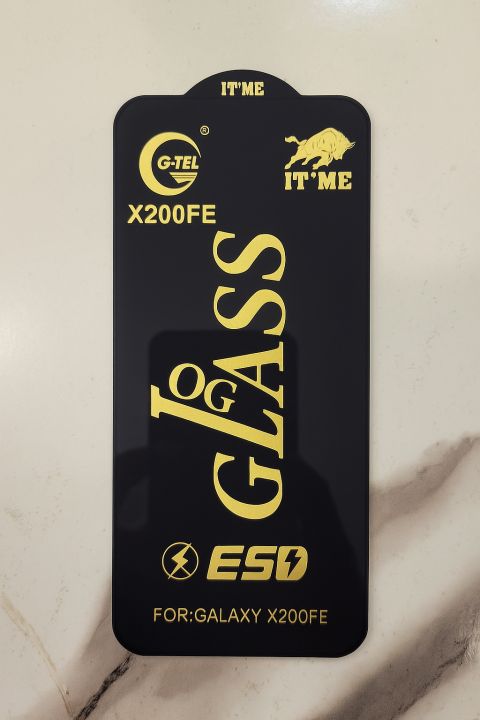 IT'ME
G-TEL®
IT'ME
X200FE
OG
GLASS
ESD
FOR:GALAXY X200FE